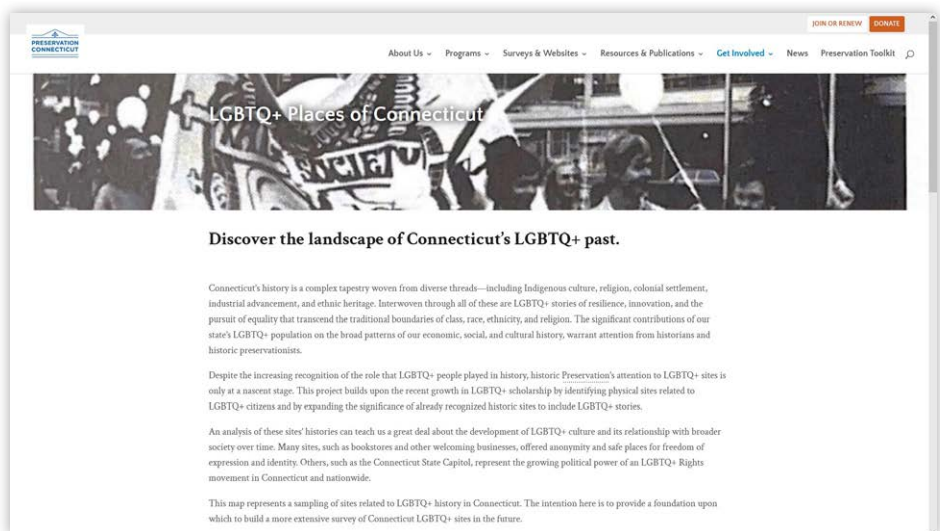 JOIN OR RENEW DONATE
PRESERVATION
CONNECTICUT
About Us Programs Surveys & Websites Resources & Publications Get Involved News Preservation Toolkit
LGBTQ+ Places of Connecticut
SOCIETY
Discover the landscape of Connecticut's LGBTQ+ past.
Connecticut's history is a complex tapestry woven from diverse threads—including Indigenous culture, religion, colonial settlement,
industrial advancement, and ethnic heritage. Interwoven through all of these are LGBTQ+ stories of resilience, innovation, and the
pursuit of equality that transcend the traditional boundaries of class, race, ethnicity, and religion. The significant contributions of our
state's LGBTQ+ population on the broad patterns of our economic, social, and cultural history, warrant attention from historians and
historic preservationists.
Despite the increasing recognition of the role that LGBTQ+ people played in history, historic Preservation's attention to LGBTQ+ sites is
only at a nascent stage. This project builds upon the recent growth in LGBTQ+ scholarship by identifying physical sites related to
LGBTQ+ citizens and by expanding the significance of already recognized historic sites to include LGBTQ+ stories.
An analysis of these sites' histories can teach us a great deal about the development of LGBTQ+ culture and its relationship with broader
society over time. Many sites, such as bookstores and other welcoming businesses, offered anonymity and safe places for freedom of
expression and identity. Others, such as the Connecticut State Capitol, represent the growing political power of an LGBTQ+ Rights
movement in Connecticut and nationwide.
This map represents a sampling of sites related to LGBTQ+ history in Connecticut. The intention here is to provide a foundation upon
which to build a more extensive survey of Connecticut LGBTQ+ sites in the future.